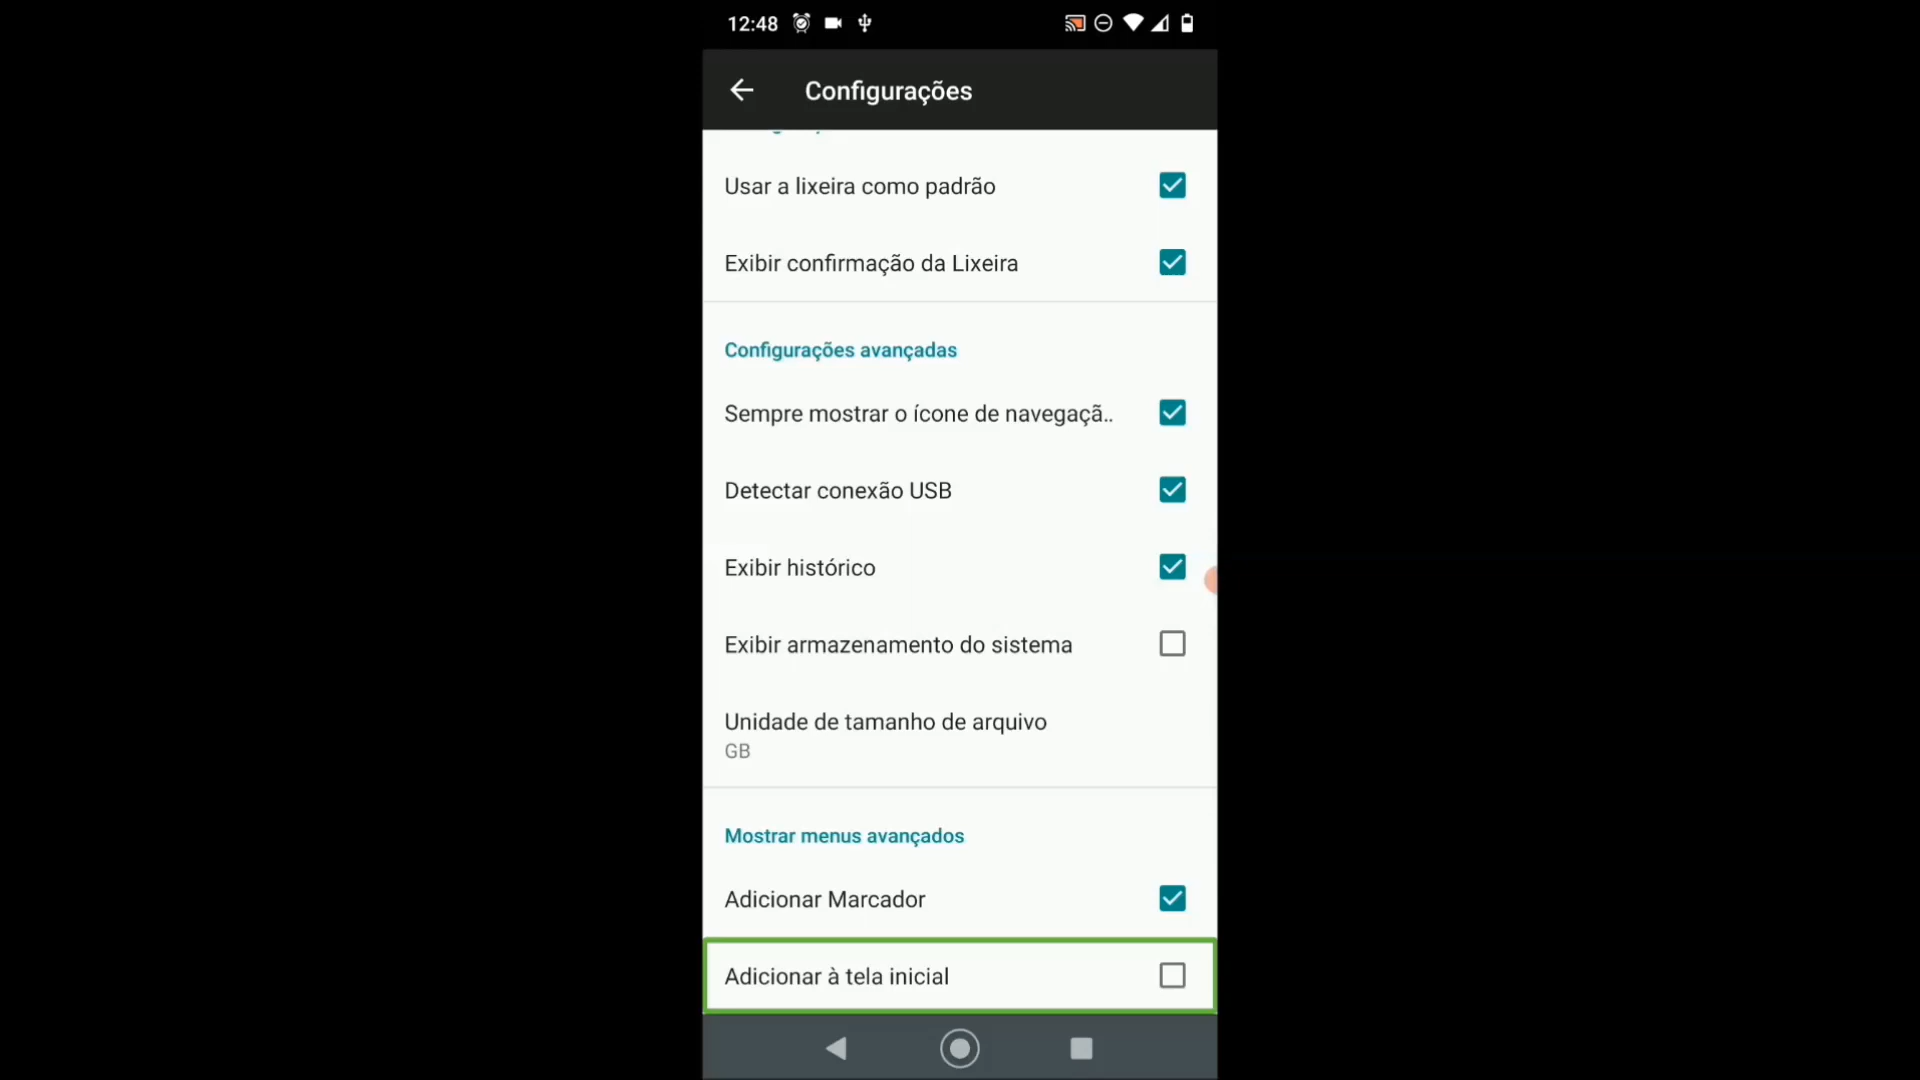 12:48
Configurações
Usar a lixeira como padrão
Exibir confirmação da Lixeira
Configurações avançadas
Sempre mostrar o ícone de navegaçã..
Detectar conexão USB
Exibir histórico
Exibir armazenamento do sistema
Unidade de tamanho de arquivo
GB
Mostrar menus avançados
Adicionar Marcador
Adicionar à tela inicial